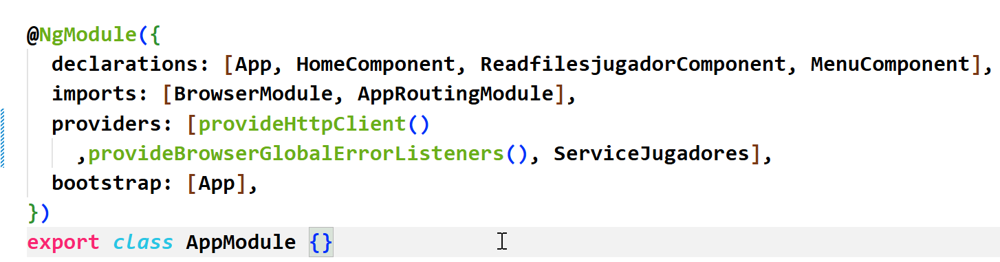 @NgModule({
  declarations: [App, HomeComponent, ReadfilesjugadorComponent, MenuComponent],
  imports: [BrowserModule, AppRoutingModule],
  providers: [provideHttpClient()
    ,provideBrowserGlobalErrorListeners(), ServiceJugadores],
  bootstrap: [App],
})
export class AppModule {}